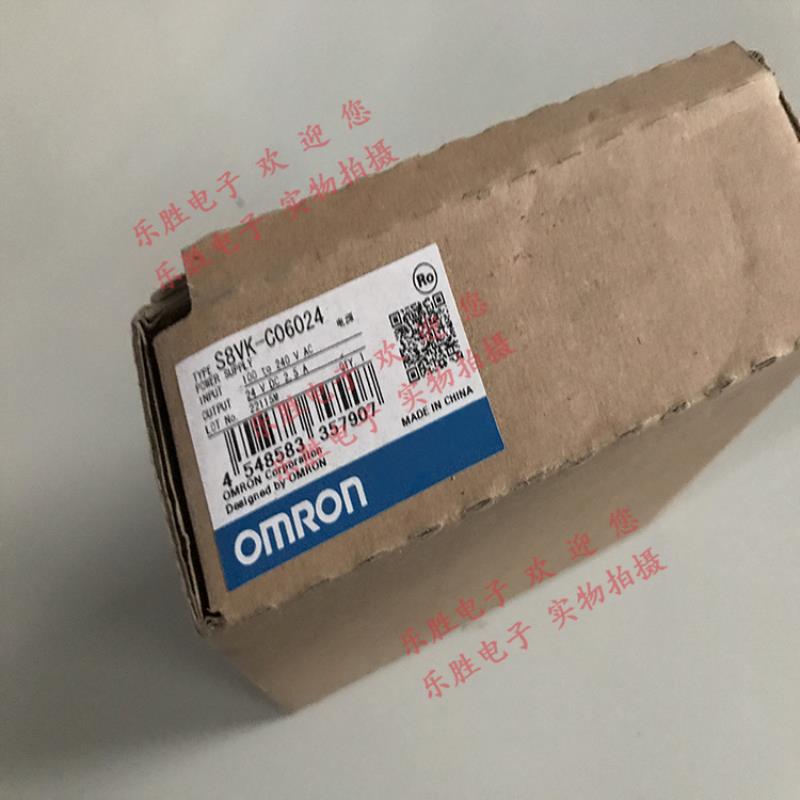 乐胜电子 欢迎您
乐胜电子 实物拍摄
Ro
TYPE S8VK-C06024 电源
POWER SUPPLY
INPUT 100 to 240 V AC
OUTPUT 24 V DC 2.5 A
LOT No. 22115M QTY 1
4 548583 357907
MADE IN CHINA
OMRON Corporation
Designed by OMRON
OMRON
乐胜电子 欢迎您
乐胜电子 实物拍摄
乐胜电子 欢迎您
乐胜电子 实物拍摄